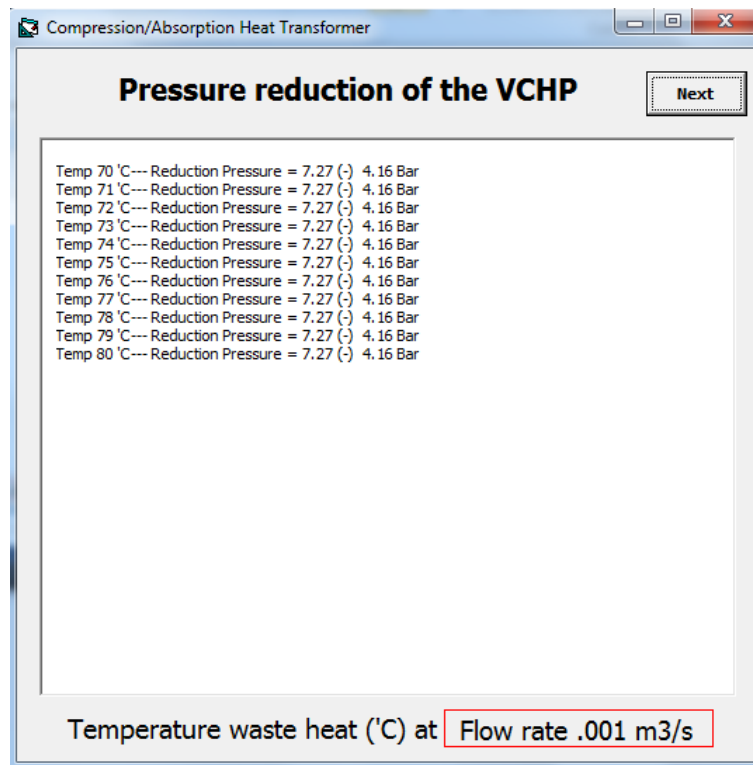 Compression/Absorption Heat Transformer
Pressure reduction of the VCHP
Next
Temp 70 'C--- Reduction Pressure = 7.27 (-) 4.16 Bar
Temp 71 'C--- Reduction Pressure = 7.27 (-) 4.16 Bar
Temp 72 'C--- Reduction Pressure = 7.27 (-) 4.16 Bar
Temp 73 'C--- Reduction Pressure = 7.27 (-) 4.16 Bar
Temp 74 'C--- Reduction Pressure = 7.27 (-) 4.16 Bar
Temp 75 'C--- Reduction Pressure = 7.27 (-) 4.16 Bar
Temp 76 'C--- Reduction Pressure = 7.27 (-) 4.16 Bar
Temp 77 'C--- Reduction Pressure = 7.27 (-) 4.16 Bar
Temp 78 'C--- Reduction Pressure = 7.27 (-) 4.16 Bar
Temp 79 'C--- Reduction Pressure = 7.27 (-) 4.16 Bar
Temp 80 'C--- Reduction Pressure = 7.27 (-) 4.16 Bar
Temperature waste heat ('C) at Flow rate .001 m3/s